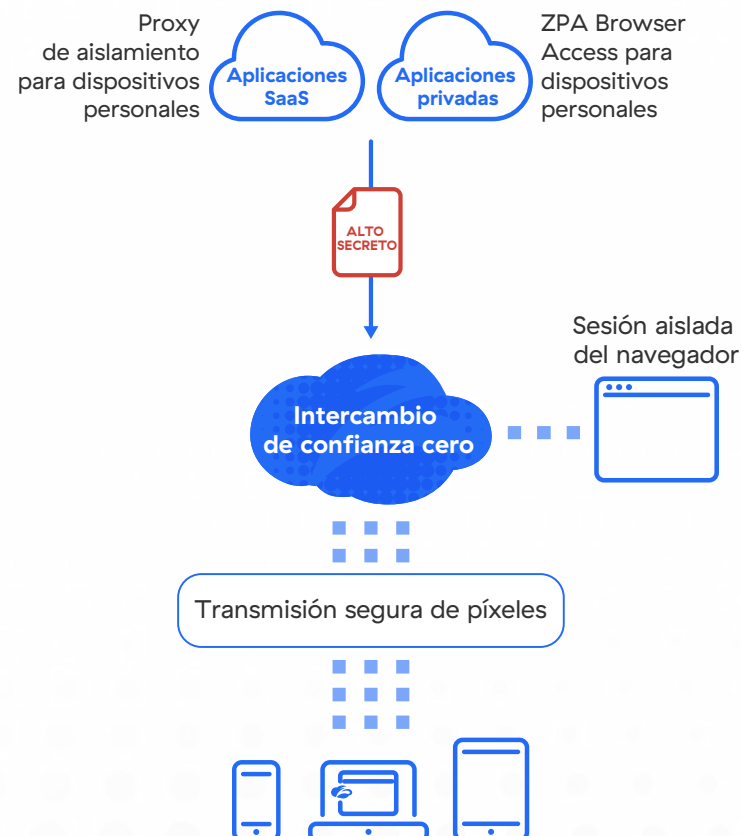 Proxy
de aislamiento
para dispositivos
personales
Aplicaciones
SaaS
Aplicaciones
privadas
ZPA Browser
Access para
dispositivos
personales
ALTO
SECRETO
Sesión aislada
del navegador
Intercambio
de confianza cero
Transmisión segura de píxeles